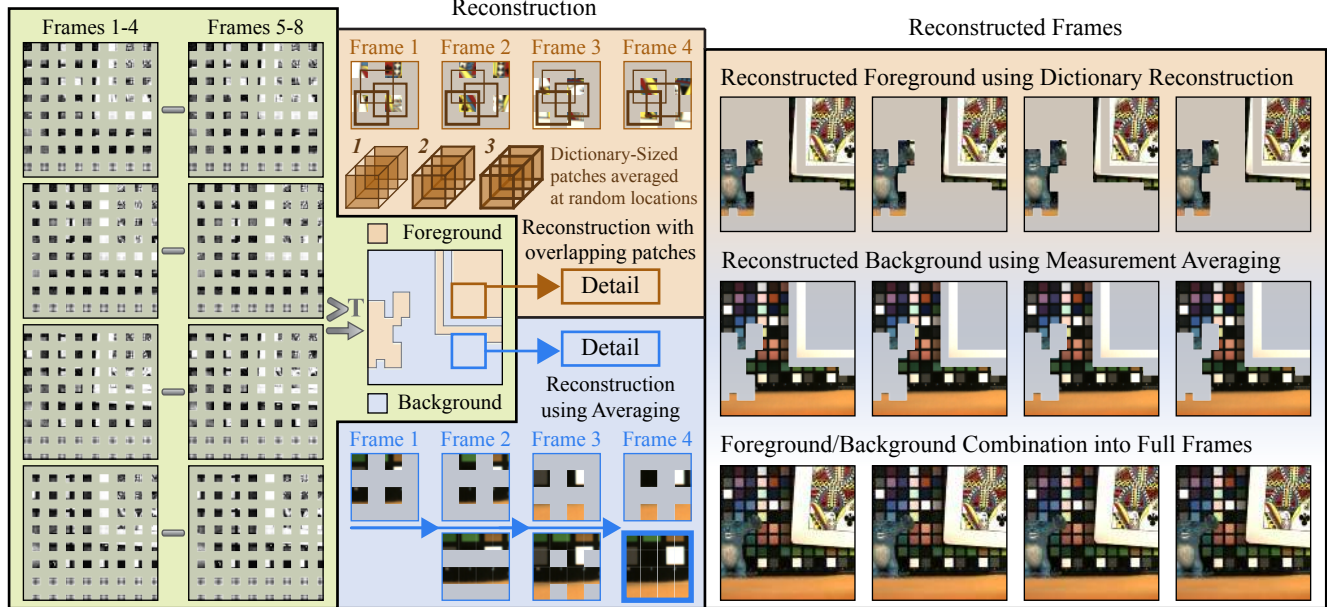 Reconstruction
Frames 1-4
Frames 5-8
Frame 1
Frame 2
Frame 3
Frame 4
1
2
3
Dictionary-Sized
patches averaged
at random locations
Reconstruction with
overlapping patches
Foreground
Detail
>T
Detail
Background
Reconstruction
using Averaging
Frame 1
Frame 2
Frame 3
Frame 4
Reconstructed Frames
Reconstructed Foreground using Dictionary Reconstruction
Reconstructed Background using Measurement Averaging
Foreground/Background Combination into Full Frames